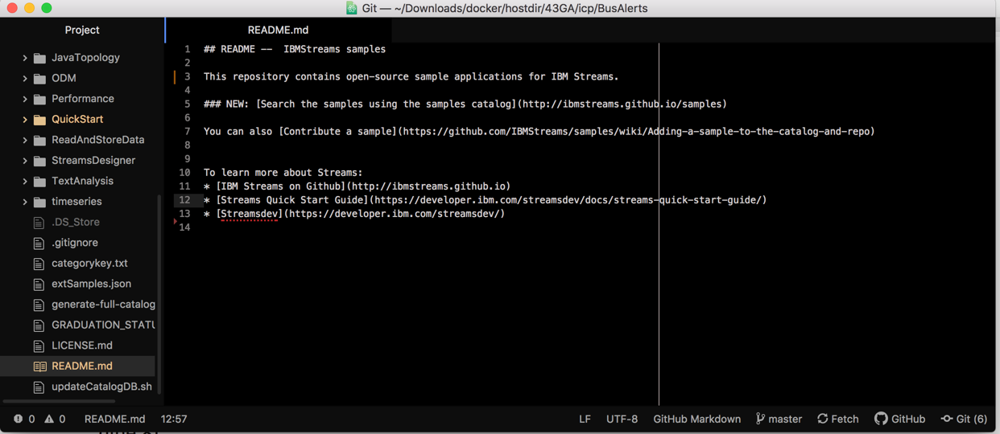 Git — ~/Downloads/docker/hostdir/43GA/icp/BusAlerts
Project
JavaTopology
ODM
Performance
QuickStart
ReadAndStoreData
StreamsDesigner
TextAnalysis
timeseries
.DS_Store
.gitignore
categorykey.txt
extSamples.json
generate-full-catalog
GRADUATION_STATU
LICENSE.md
README.md
updateCatalogDB.sh
README.md
1 ## README -- IBMStreams samples
2
3 This repository contains open-source sample applications for IBM Streams.
4
5 ### NEW: [Search the samples using the samples catalog](http://ibmstreams.github.io/samples)
6
7 You can also [Contribute a sample](https://github.com/IBMStreams/samples/wiki/Adding-a-sample-to-the-catalog-and-repo)
8
9
10 To learn more about Streams:
11 * [IBM Streams on Github](http://ibmstreams.github.io)
12 * [Streams Quick Start Guide](https://developer.ibm.com/streamsdev/docs/streams-quick-start-guide/)
13 * [Streamsdev](https://developer.ibm.com/streamsdev/)
14
0 0 README.md 12:57 LF UTF-8 GitHub Markdown master Fetch GitHub Git (6)